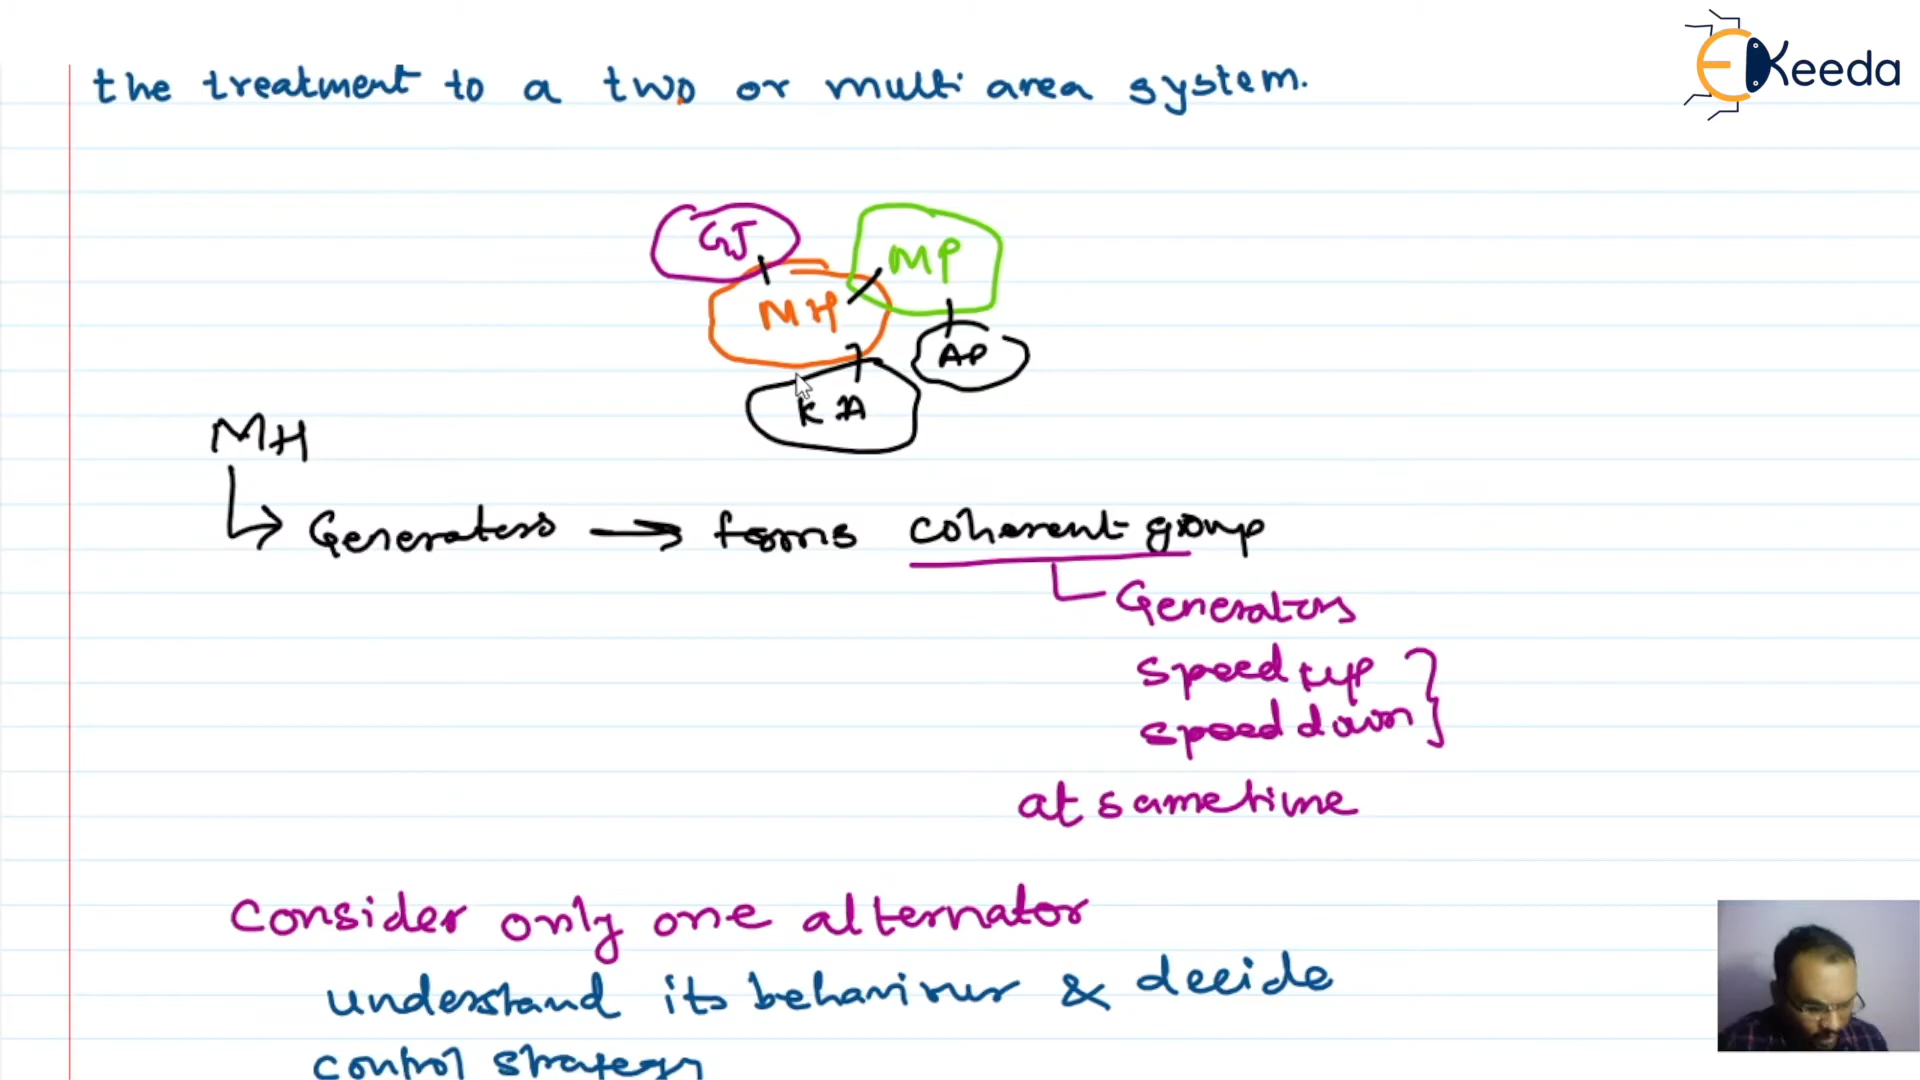 the treatment to a two or multi area system.
EKeeda
GJ
MP
MH
AP
KA
MH
Generators → forms coherent group
Generators
speed up
speed down
at same time
Consider only one alternator
understand its behaviour & decide
control strategy